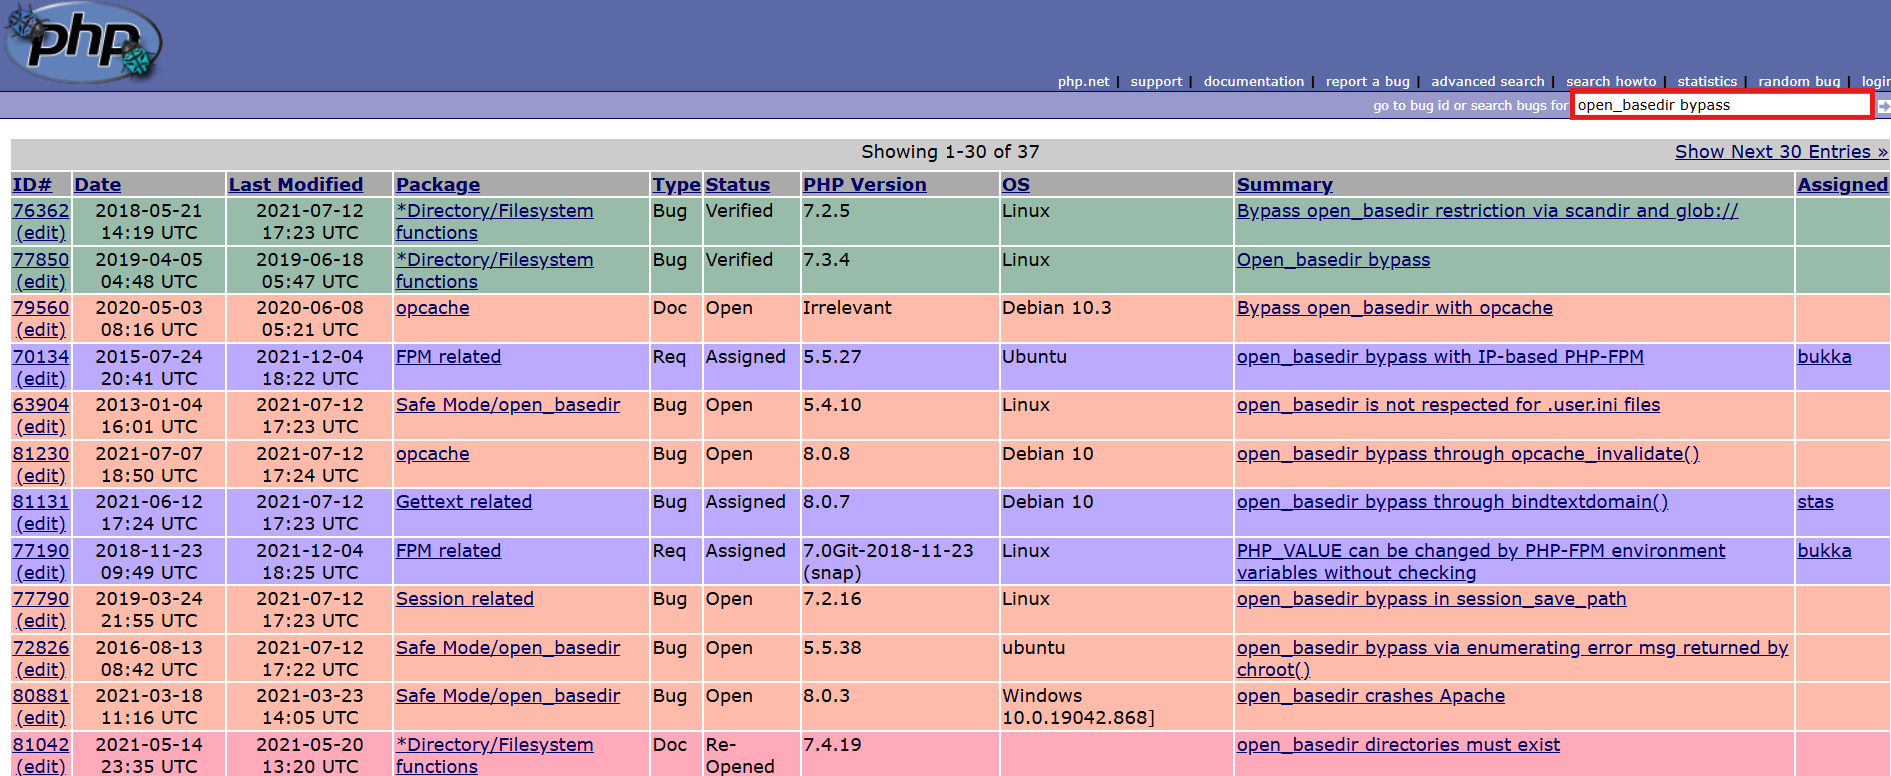 php
php.net | support | documentation | report a bug | advanced search | search howto | statistics | random bug | login
go to bug id or search bugs for open_basedir bypass
Showing 1-30 of 37 Show Next 30 Entries »
ID# Date Last Modified Package Type Status PHP Version OS Summary Assigned
76362 2018-05-21 2021-07-12 *Directory/Filesystem Bug Verified 7.2.5 Linux Bypass open_basedir restriction via scandir and glob://
(edit) 14:19 UTC 17:23 UTC functions
77850 2019-04-05 2019-06-18 *Directory/Filesystem Bug Verified 7.3.4 Linux Open_basedir bypass
(edit) 04:48 UTC 05:47 UTC functions
79560 2020-05-03 2020-06-08 opcache Doc Open Irrelevant Debian 10.3 Bypass open_basedir with opcache
(edit) 08:16 UTC 05:21 UTC
70134 2015-07-24 2021-12-04 FPM related Req Assigned 5.5.27 Ubuntu open_basedir bypass with IP-based PHP-FPM bukka
(edit) 20:41 UTC 18:22 UTC
63904 2013-01-04 2021-07-12 Safe Mode/open_basedir Bug Open 5.4.10 Linux open_basedir is not respected for .user.ini files
(edit) 16:01 UTC 17:23 UTC
81230 2021-07-07 2021-07-12 opcache Bug Open 8.0.8 Debian 10 open_basedir bypass through opcache_invalidate()
(edit) 18:50 UTC 17:24 UTC
81131 2021-06-12 2021-07-12 Gettext related Bug Assigned 8.0.7 Debian 10 open_basedir bypass through bindtextdomain() stas
(edit) 17:24 UTC 17:23 UTC
77190 2018-11-23 2021-12-04 FPM related Req Assigned 7.0Git-2018-11-23 Linux PHP_VALUE can be changed by PHP-FPM environment bukka
(edit) 09:49 UTC 18:25 UTC (snap) variables without checking
77790 2019-03-24 2021-07-12 Session related Bug Open 7.2.16 Linux open_basedir bypass in session_save_path
(edit) 21:55 UTC 17:23 UTC
72826 2016-08-13 2021-07-12 Safe Mode/open_basedir Bug Open 5.5.38 ubuntu open_basedir bypass via enumerating error msg returned by
(edit) 08:42 UTC 17:22 UTC chroot()
80881 2021-03-18 2021-03-23 Safe Mode/open_basedir Bug Open 8.0.3 Windows open_basedir crashes Apache
(edit) 11:16 UTC 14:05 UTC 10.0.19042.868]
81042 2021-05-14 2021-05-20 *Directory/Filesystem Doc Re- 7.4.19 open_basedir directories must exist
(edit) 23:35 UTC 13:20 UTC functions Opened